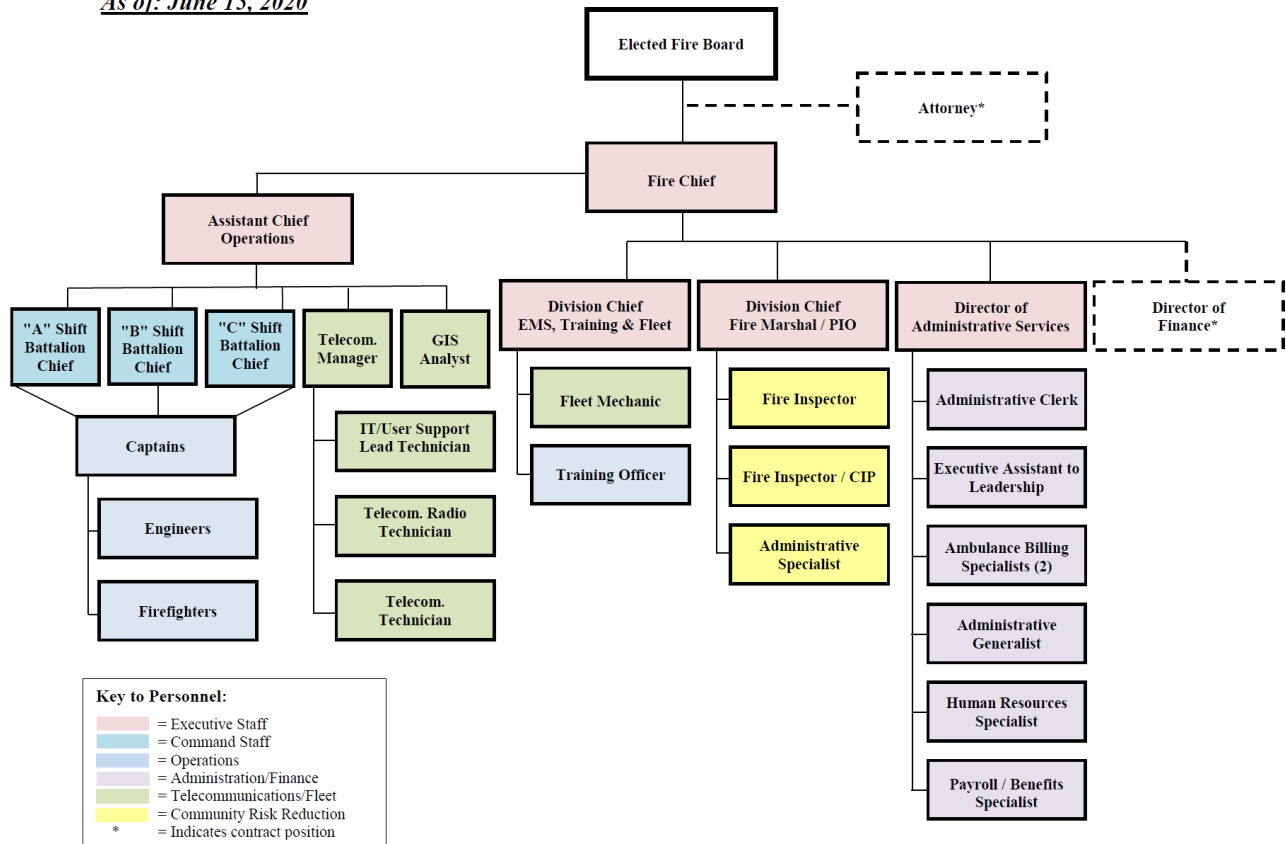 As of: June 15, 2020
Elected Fire Board
Attorney*
Fire Chief
Assistant Chief
Operations
"A" Shift
Battalion
Chief
"B" Shift
Battalion
Chief
"C" Shift
Battalion
Chief
Telecom.
Manager
GIS
Analyst
Division Chief
EMS, Training & Fleet
Division Chief
Fire Marshal / PIO
Director of
Administrative Services
Director of
Finance*
Captains
Engineers
Firefighters
IT/User Support
Lead Technician
Telecom. Radio
Technician
Telecom.
Technician
Fleet Mechanic
Training Officer
Fire Inspector
Fire Inspector / CIP
Administrative
Specialist
Administrative Clerk
Executive Assistant to
Leadership
Ambulance Billing
Specialists (2)
Administrative
Generalist
Human Resources
Specialist
Payroll / Benefits
Specialist
Key to Personnel:
= Executive Staff
= Command Staff
= Operations
= Administration/Finance
= Telecommunications/Fleet
= Community Risk Reduction
* = Indicates contract position